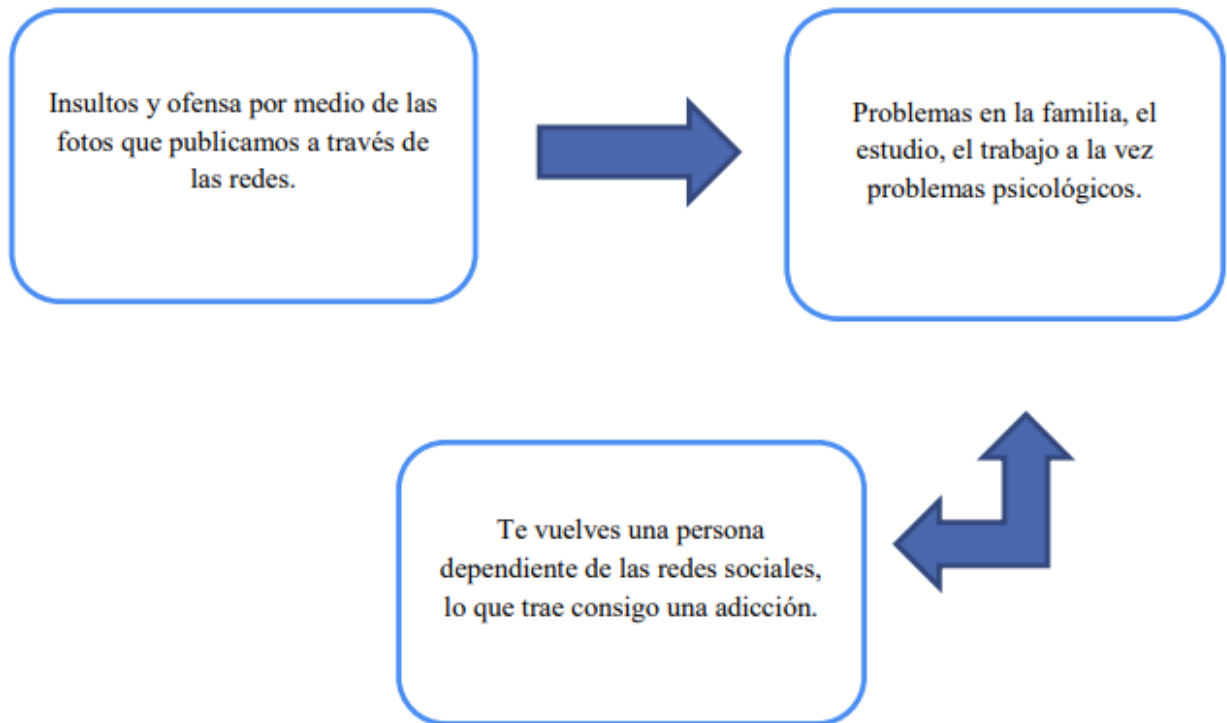 Insultos y ofensa por medio de las
fotos que publicamos a través de
las redes.
Problemas en la familia, el
estudio, el trabajo a la vez
problemas psicológicos.
Te vuelves una persona
dependiente de las redes sociales,
lo que trae consigo una adicción.